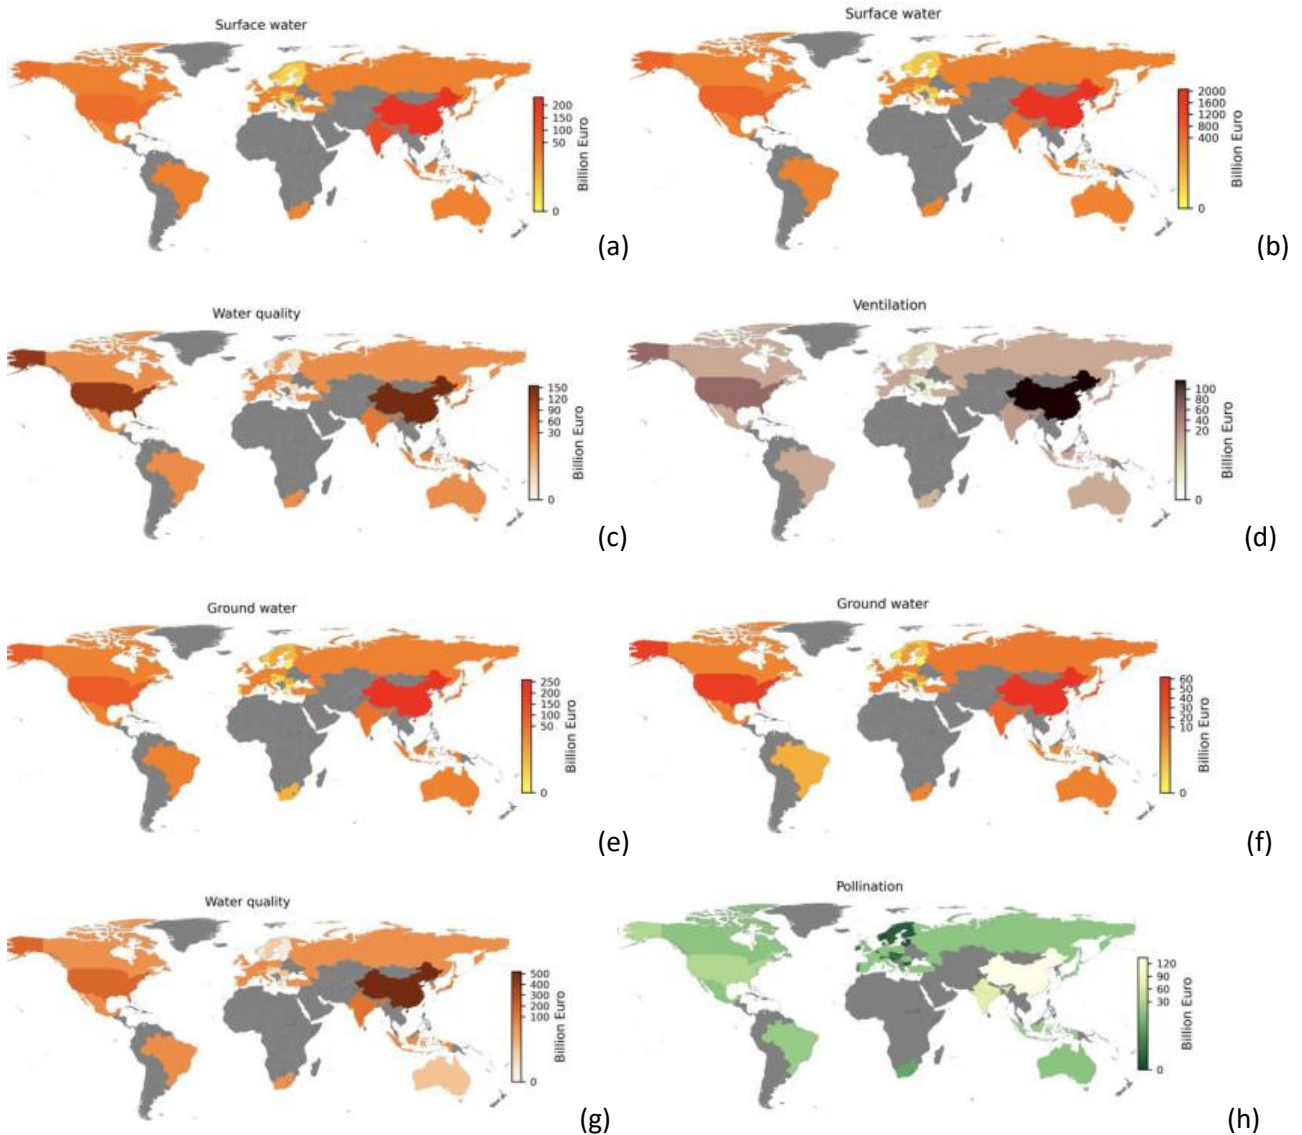 Surface water
200
150
100
50
0
Billion Euro
(a)
Surface water
2000
1600
1200
400
0
Billion Euro
(b)
Water quality
150
120
90
60
30
0
Billion Euro
(c)
Ventilation
100
80
60
40
20
0
Billion Euro
(d)
Ground water
250
200
150
100
50
0
Billion Euro
(e)
Ground water
60
50
40
30
20
10
0
Billion Euro
(f)
Water quality
500
400
300
200
100
0
Billion Euro
(g)
Pollination
120
90
30
0
Billion Euro
(h)